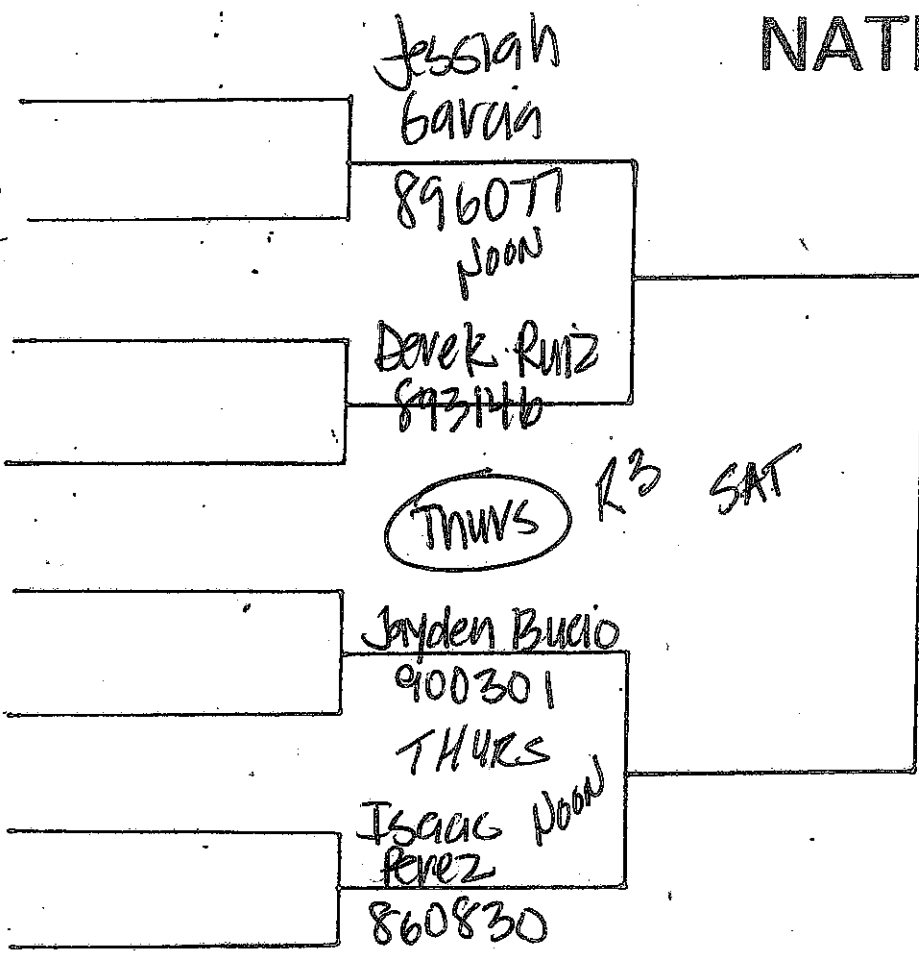 NATI
Jessiah
Garcia
896077
NOON
Derek Ruiz
893146
Thurs R3 SAT
Jayden Bucio
900301
THURS
Isaac NOON
Perez
860830